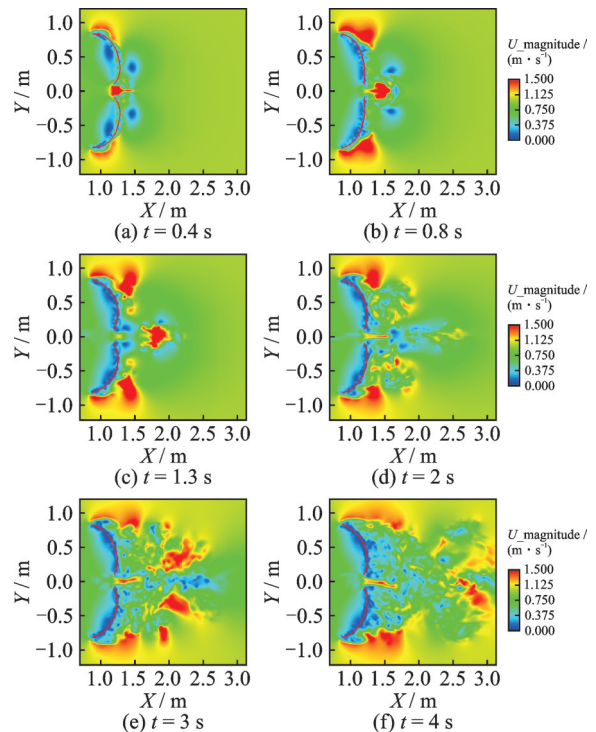 1.0
0.5
0.0
−0.5
−1.0
Y / m
1.0 1.5 2.0 2.5 3.0
X / m
(a) t = 0.4 s
1.0
0.5
0.0
−0.5
−1.0
Y / m
1.0 1.5 2.0 2.5 3.0
X / m
(b) t = 0.8 s
U_magnitude /
(m · s⁻¹)
1.500
1.125
0.750
0.375
0.000
1.0
0.5
0.0
−0.5
−1.0
Y / m
1.0 1.5 2.0 2.5 3.0
X / m
(c) t = 1.3 s
1.0
0.5
0.0
−0.5
−1.0
Y / m
1.0 1.5 2.0 2.5 3.0
X / m
(d) t = 2 s
U_magnitude /
(m · s⁻¹)
1.500
1.125
0.750
0.375
0.000
1.0
0.5
0.0
−0.5
−1.0
Y / m
1.0 1.5 2.0 2.5 3.0
X / m
(e) t = 3 s
1.0
0.5
0.0
−0.5
−1.0
Y / m
1.0 1.5 2.0 2.5 3.0
X / m
(f) t = 4 s
U_magnitude /
(m · s⁻¹)
1.500
1.125
0.750
0.375
0.000